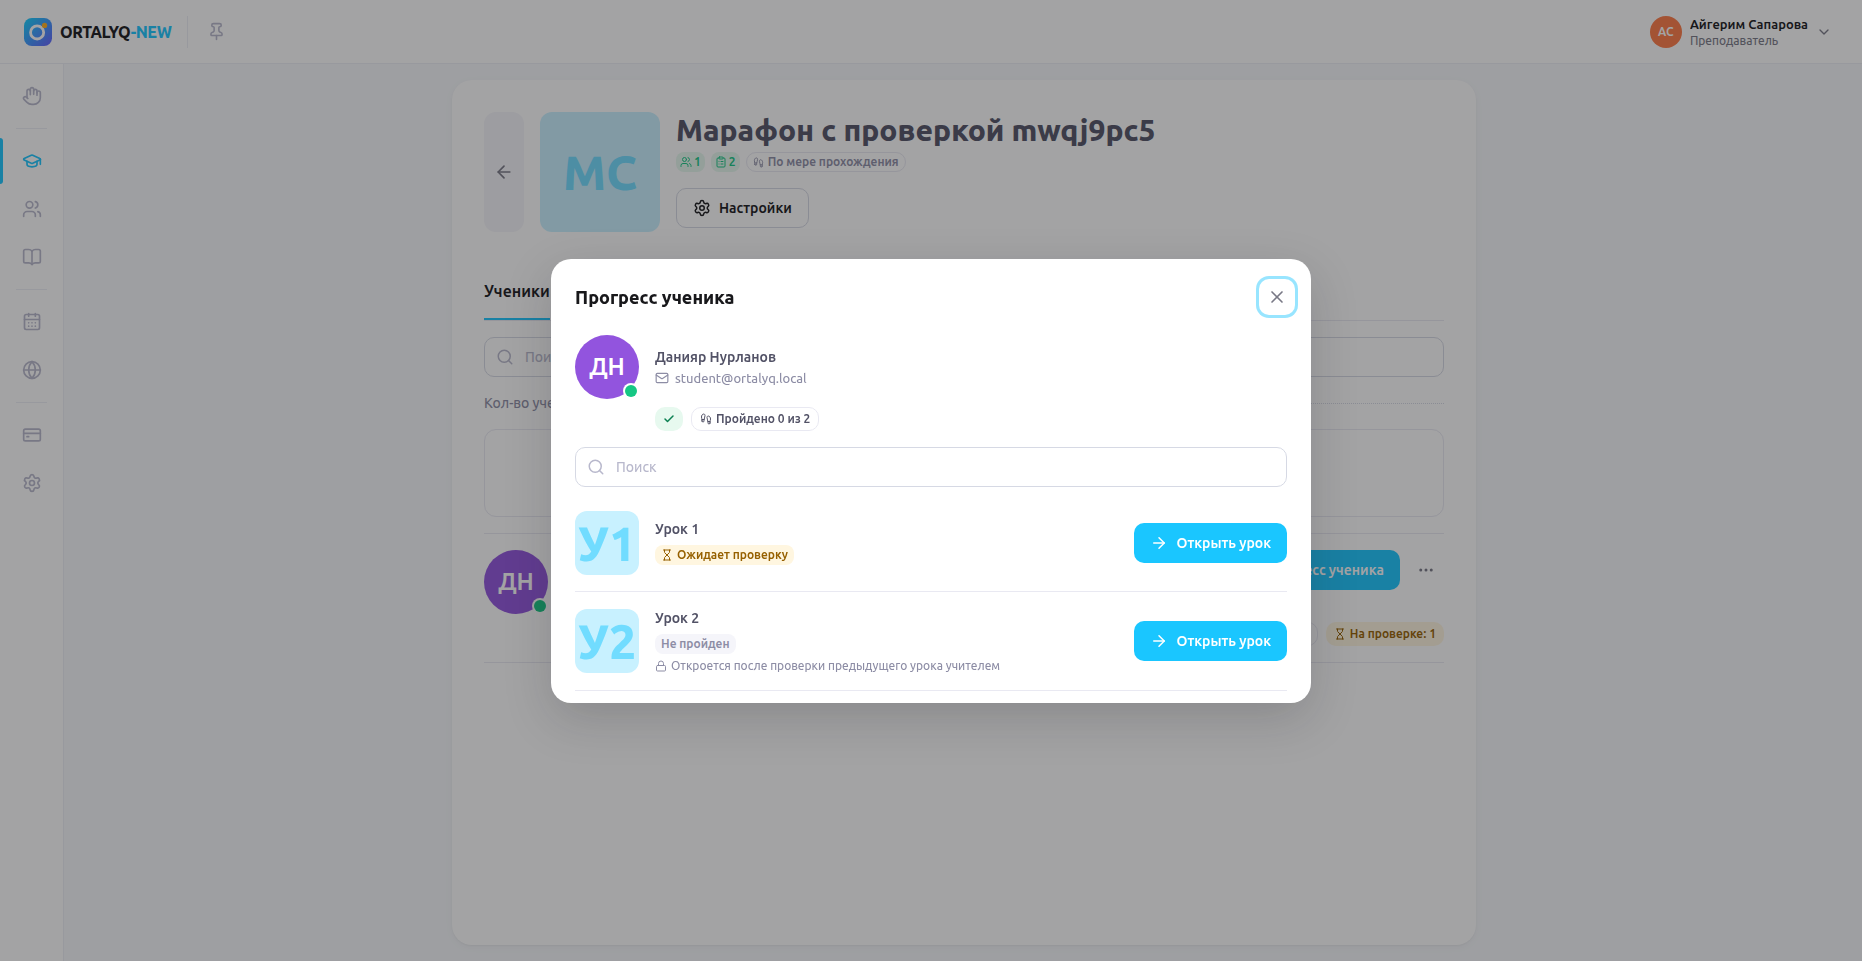 ORTALYQ-NEW
АС
Айгерим Сапарова
Преподаватель
МС
Марафон с проверкой mwqj9pc5
1
2
По мере прохождения
Настройки
Ученики
Кол-во
Прогресс ученика
ДН
Данияр Нурланов
student@ortalyq.local
Пройдено 0 из 2
Поиск
У1
Урок 1
Ожидает проверку
Открыть урок
У2
Урок 2
Не пройден
Откроется после проверки предыдущего урока учителем
Открыть урок
ДН
ученика
На проверке: 1